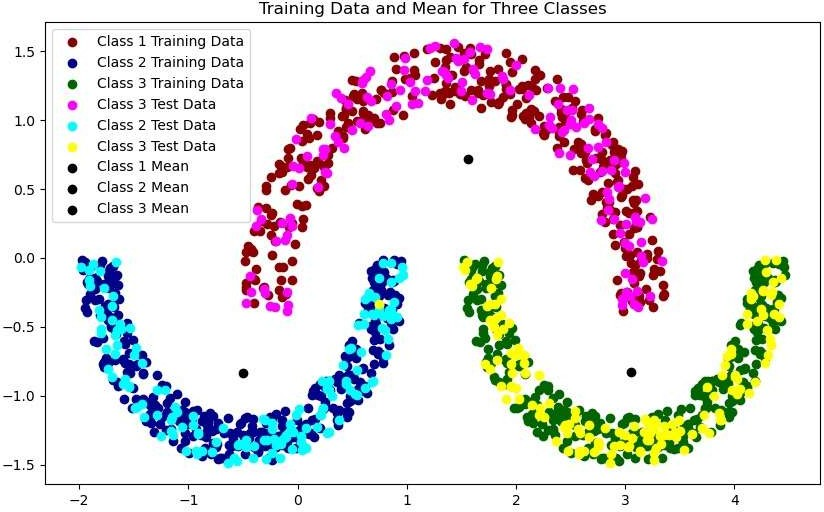 Training Data and Mean for Three Classes
Class 1 Training Data
Class 2 Training Data
Class 3 Training Data
Class 3 Test Data
Class 2 Test Data
Class 3 Test Data
Class 1 Mean
Class 2 Mean
Class 3 Mean
1.5
1.0
0.5
0.0
−0.5
−1.0
−1.5
−2 −1 0 1 2 3 4